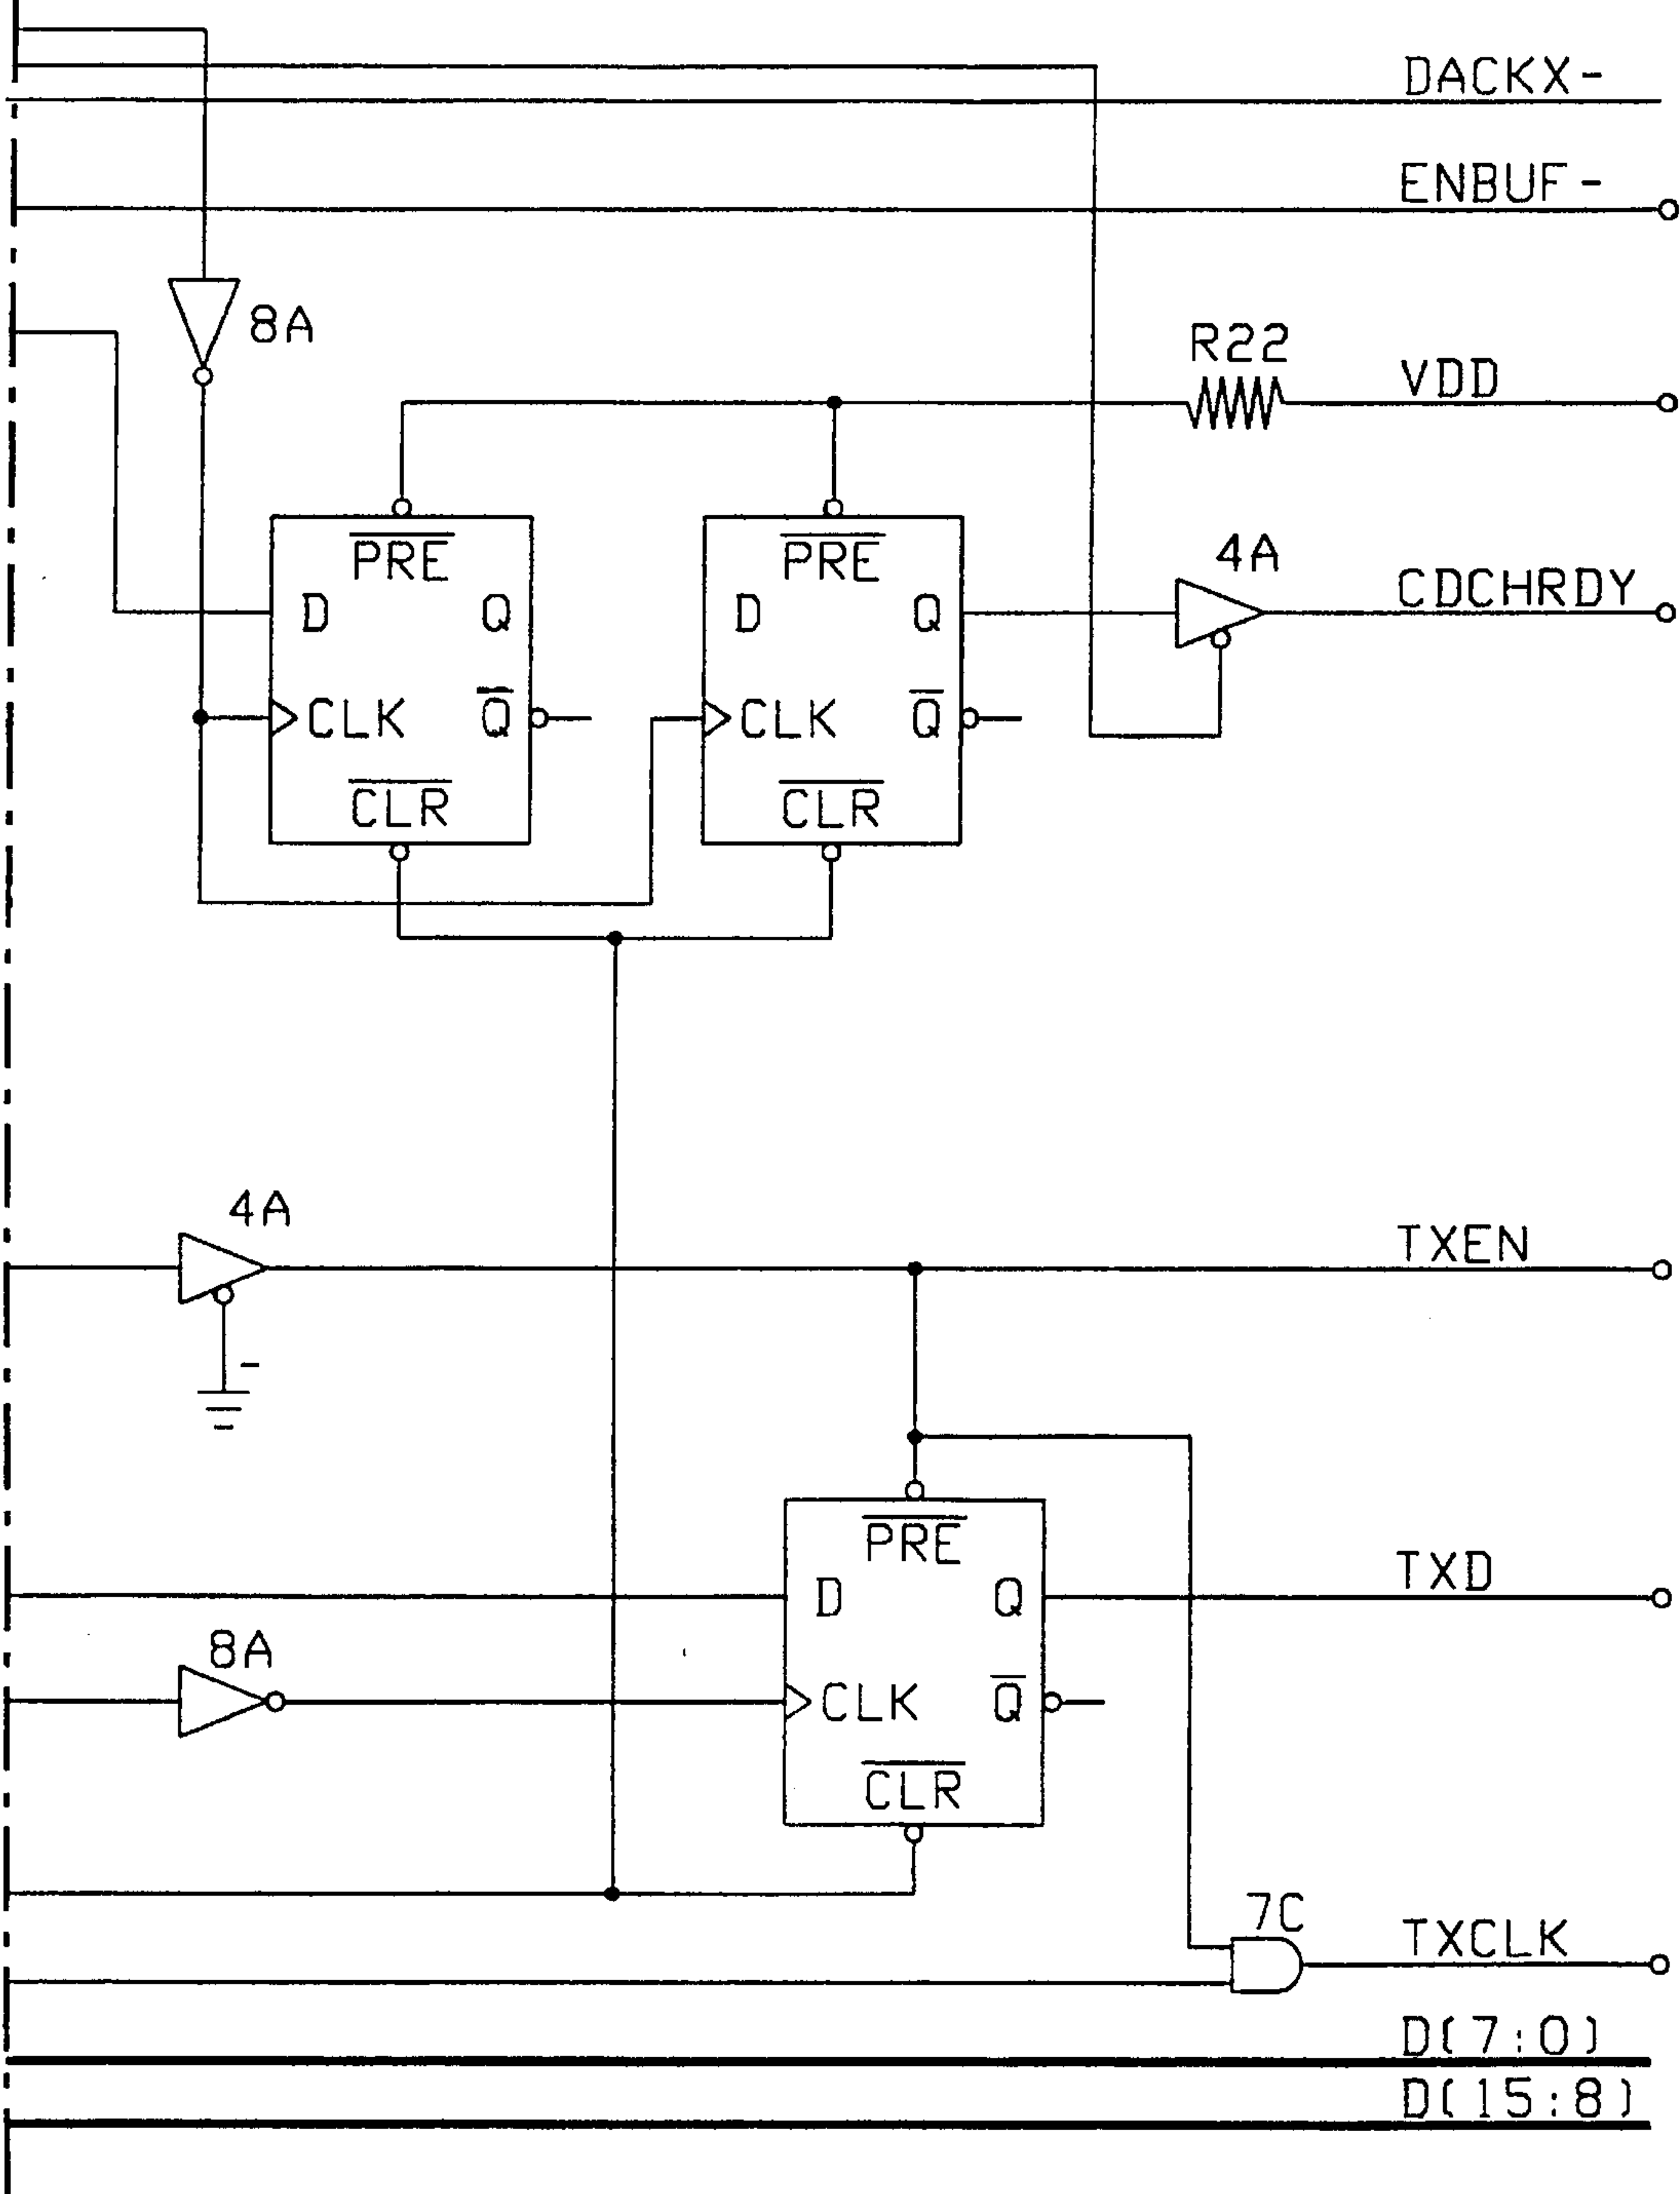 DACKX-
ENBUF-
8A
R22
VDD
PRE
PRE
4A
CDCHRDY
D Q
D Q
CLK Q
CLK Q
CLR
CLR
4A
TXEN
-
PRE
D Q
TXD
8A
CLK Q
CLR
7C
TXCLK
D(7:0)
D(15:8)